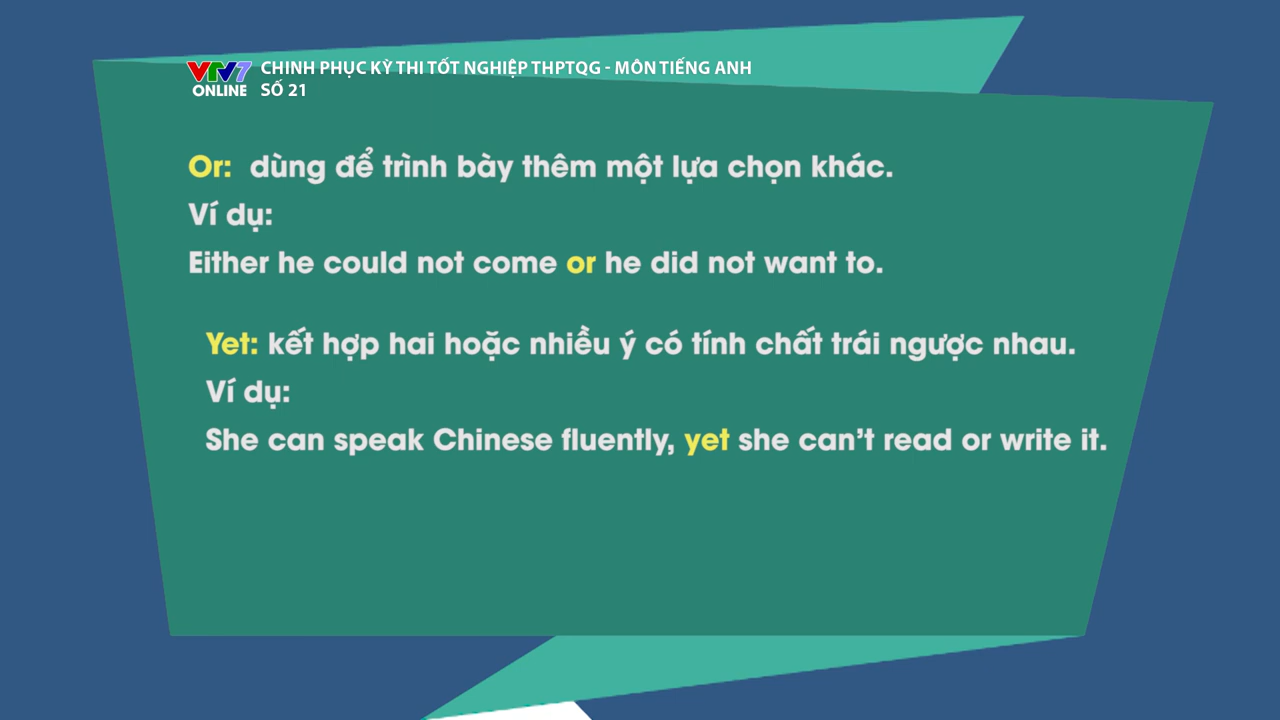 VTV7
ONLINE
CHINH PHỤC KỲ THI TỐT NGHIỆP THPTQG - MÔN TIẾNG ANH
SỐ 21
Or: dùng để trình bày thêm một lựa chọn khác.
Ví dụ:
Either he could not come or he did not want to.
Yet: kết hợp hai hoặc nhiều ý có tính chất trái ngược nhau.
Ví dụ:
She can speak Chinese fluently, yet she can't read or write it.